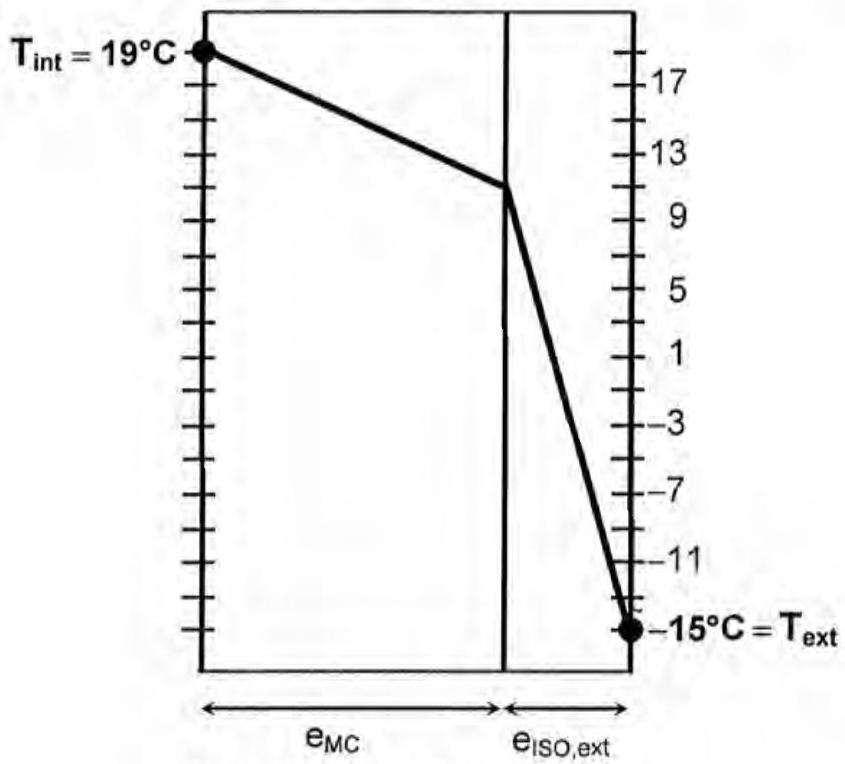 T_int = 19°C
17
13
9
5
1
–3
–7
–11
–15°C = T_ext
e_MC
e_ISO,ext